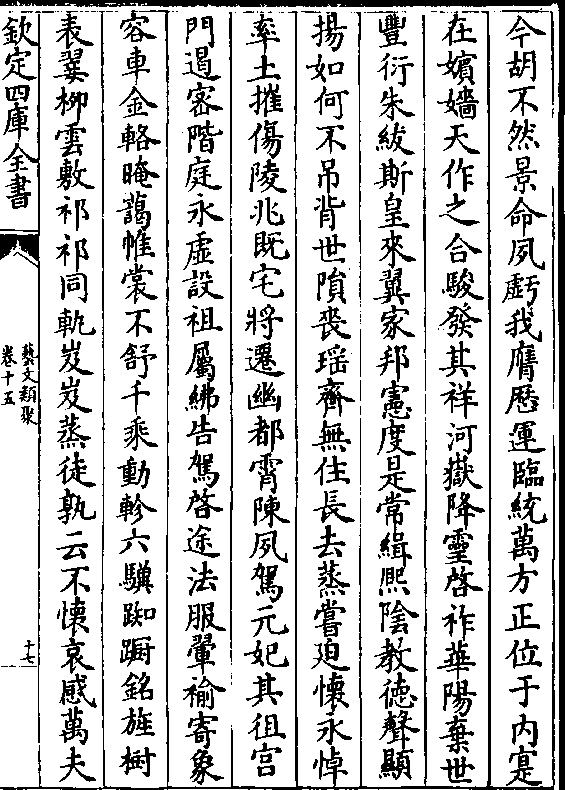 今胡不然景命夙虧我膺厯運臨統萬方正位于内寔
在嬪嬙天作之合駿發其祥河嶽降靈啓祚華陽棄世
豐衍朱紱斯皇來翼家邦憲度是常緝熙陰教德聲顯
揚如何不吊背世隕喪瑶齋無住長去蒸嘗追懷永悼
率土摧傷陵兆既宅將遷幽都霄陳夙駕元妃其徂宫
門遏宻階庭永虚設祖屬紼告駕啓途法服翬褕寄象
容車金輅晻藹帷裳不舒千乘動軫六驥踟蹰銘旌樹
表翣栁雲敷祁祁同軌岌岌蒸徒孰云不懷哀感萬夫
欽定四庫全書
藝文類聚
卷十五
十七